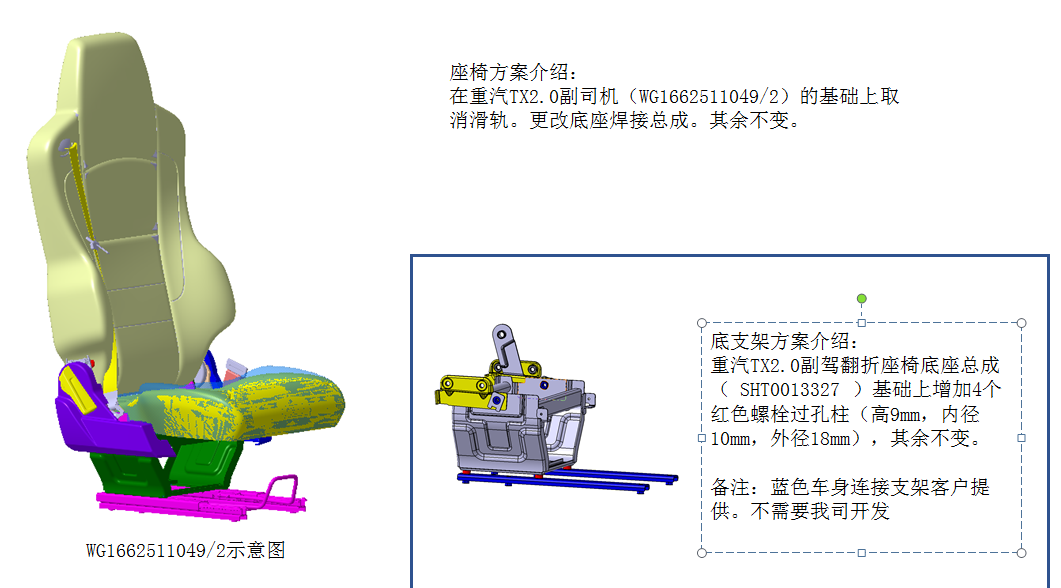 座椅方案介绍：
在重汽TX2.0副司机（WG1662511049/2）的基础上取
消滑轨。更改底座焊接总成。其余不变。
底支架方案介绍：
重汽TX2.0副驾翻折座椅底座总成
（ SHT0013327 ）基础上增加4个
红色螺栓过孔柱（高9mm，内径
10mm，外径18mm），其余不变。
备注：蓝色车身连接支架客户提
供。不需要我司开发
WG1662511049/2示意图